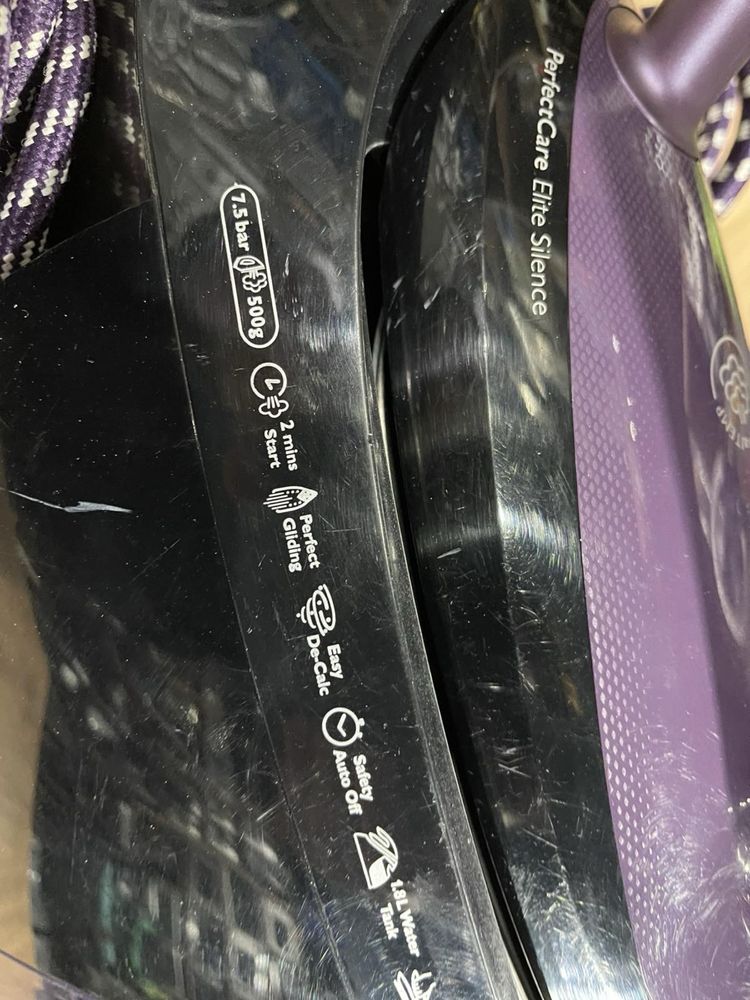 PerfectCare Elite Silence
7.5 bar 500g
2 mins
Start
Perfect
Gliding
Easy
De-Calc
Safety
Auto Off
1.8L Water
Tank